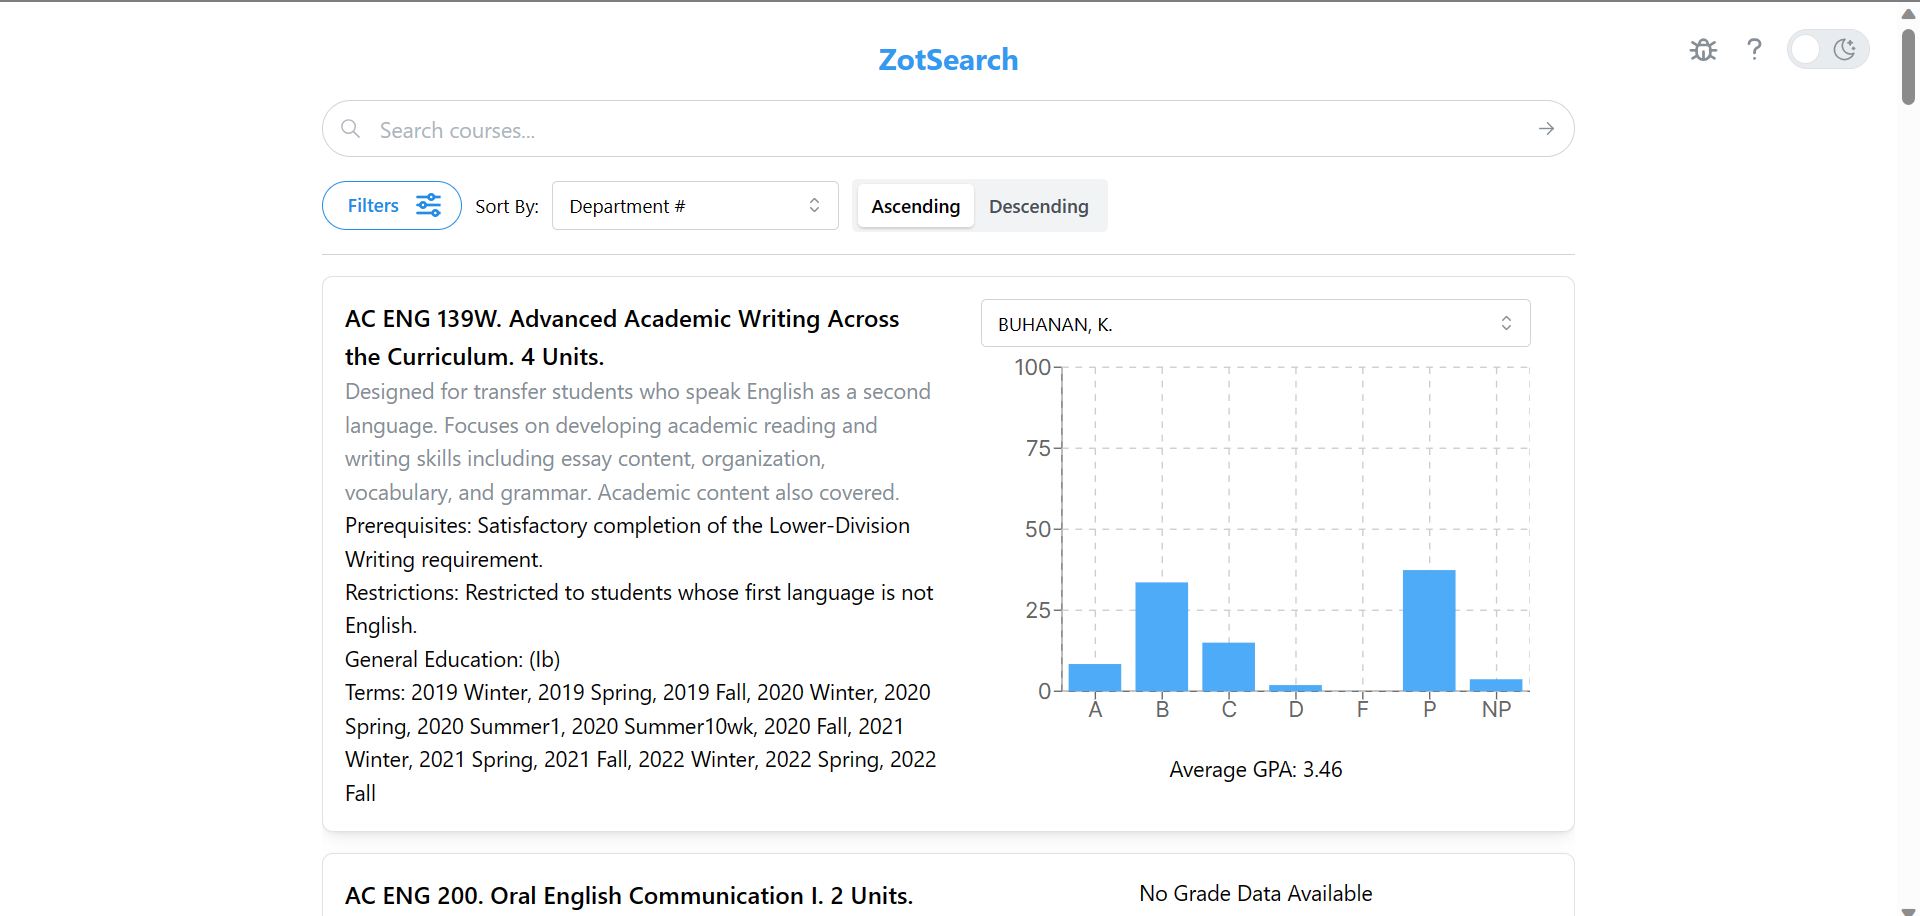 ZotSearch
?
Search courses...
Filters
Sort By:
Department #
Ascending
Descending
AC ENG 139W. Advanced Academic Writing Across
the Curriculum. 4 Units.
Designed for transfer students who speak English as a second
language. Focuses on developing academic reading and
writing skills including essay content, organization,
vocabulary, and grammar. Academic content also covered.
Prerequisites: Satisfactory completion of the Lower-Division
Writing requirement.
Restrictions: Restricted to students whose first language is not
English.
General Education: (Ib)
Terms: 2019 Winter, 2019 Spring, 2019 Fall, 2020 Winter, 2020
Spring, 2020 Summer1, 2020 Summer10wk, 2020 Fall, 2021
Winter, 2021 Spring, 2021 Fall, 2022 Winter, 2022 Spring, 2022
Fall
BUHANAN, K.
100
75
50
25
0
A B C D F P NP
Average GPA: 3.46
AC ENG 200. Oral English Communication I. 2 Units.
No Grade Data Available